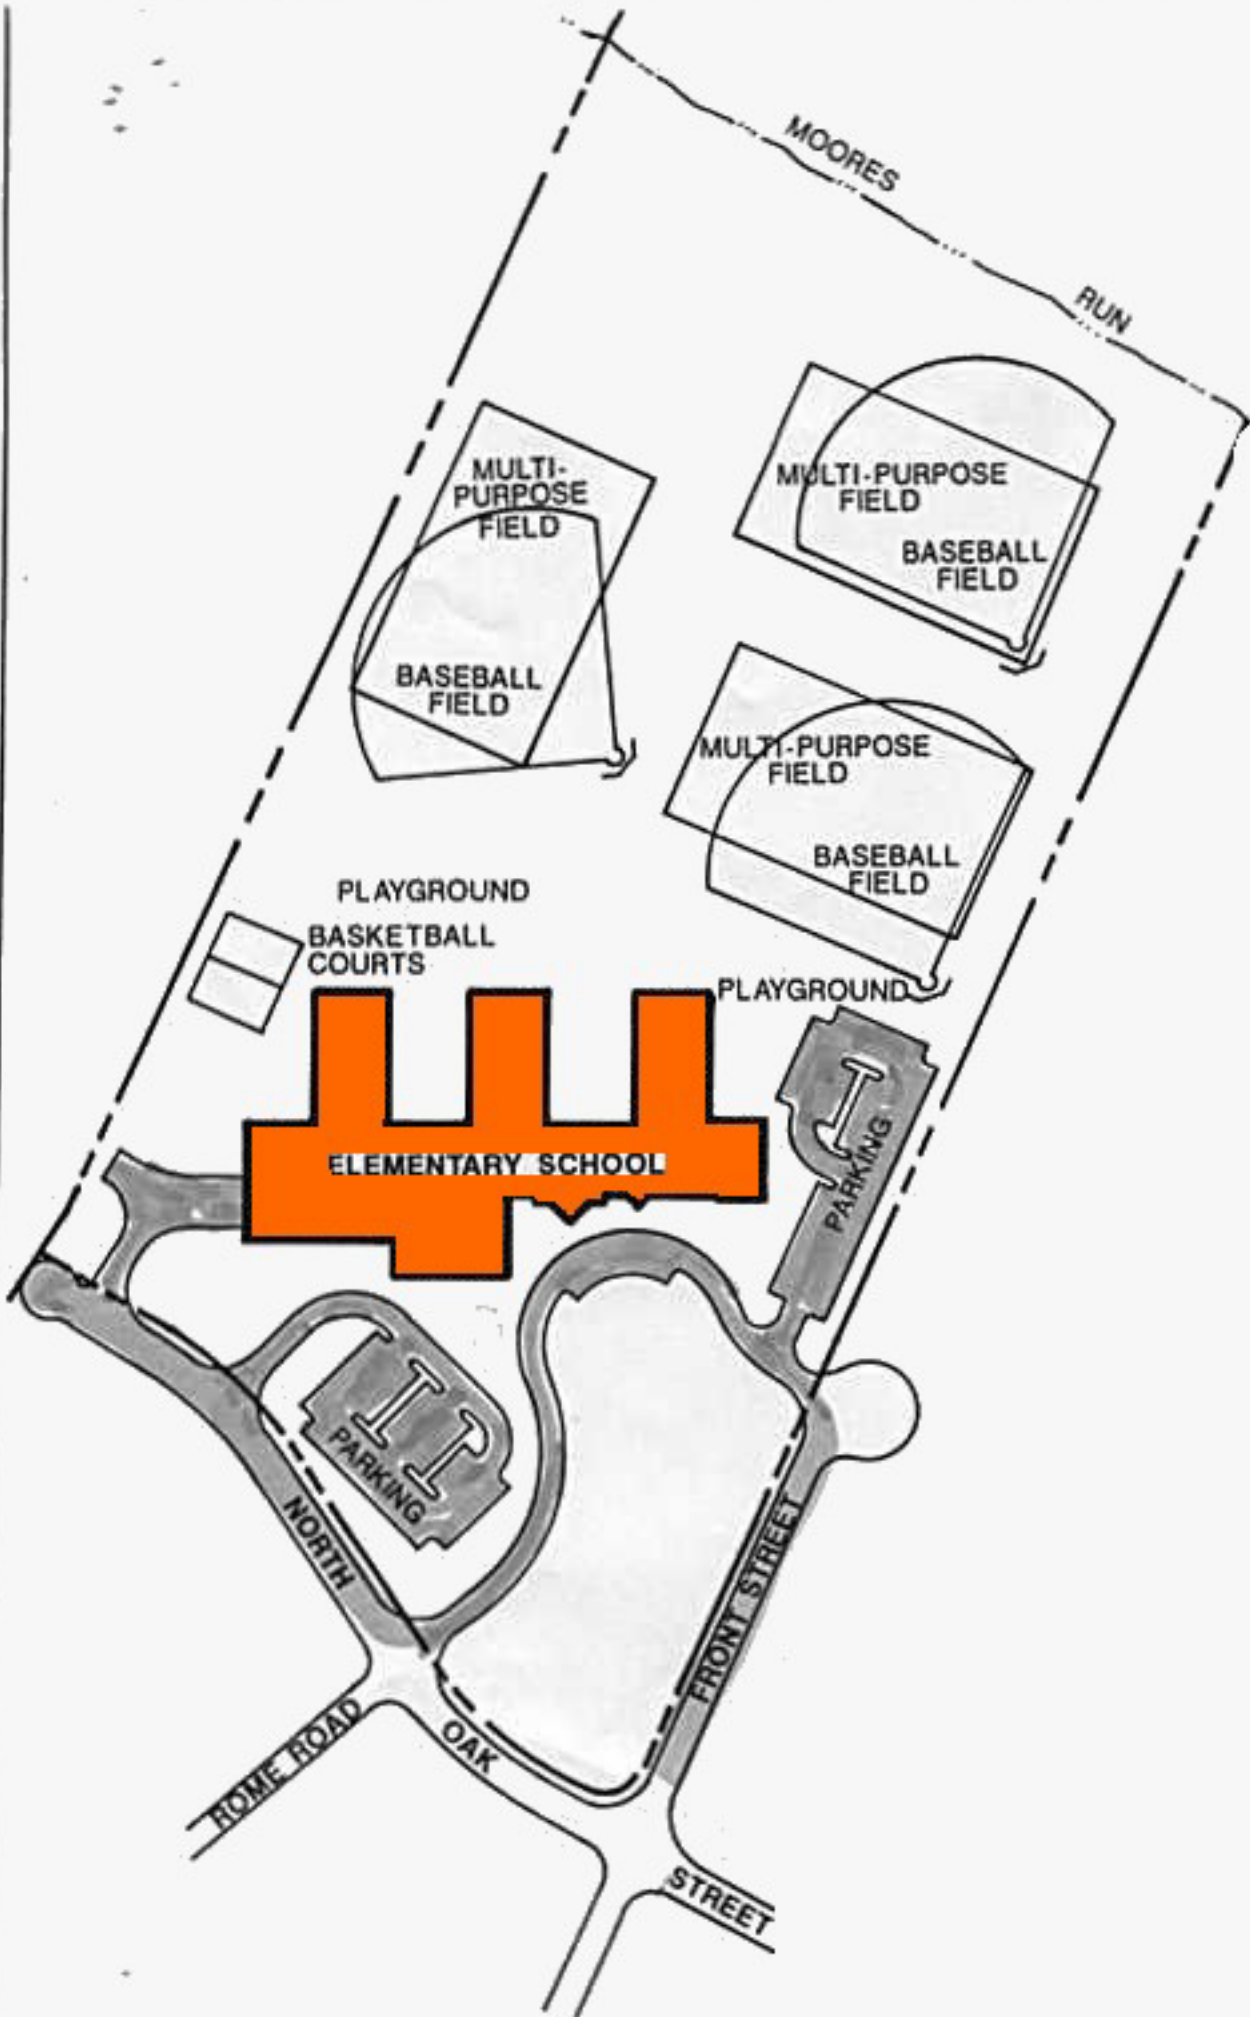 MOORES
RUN
MULTI-
PURPOSE
FIELD
BASEBALL
FIELD
MULTI-PURPOSE
FIELD
BASEBALL
FIELD
MULTI-PURPOSE
FIELD
BASEBALL
FIELD
PLAYGROUND
BASKETBALL
COURTS
PLAYGROUND
ELEMENTARY SCHOOL
PARKING
PARKING
NORTH
OAK
STREET
FRONT STREET
ROME ROAD